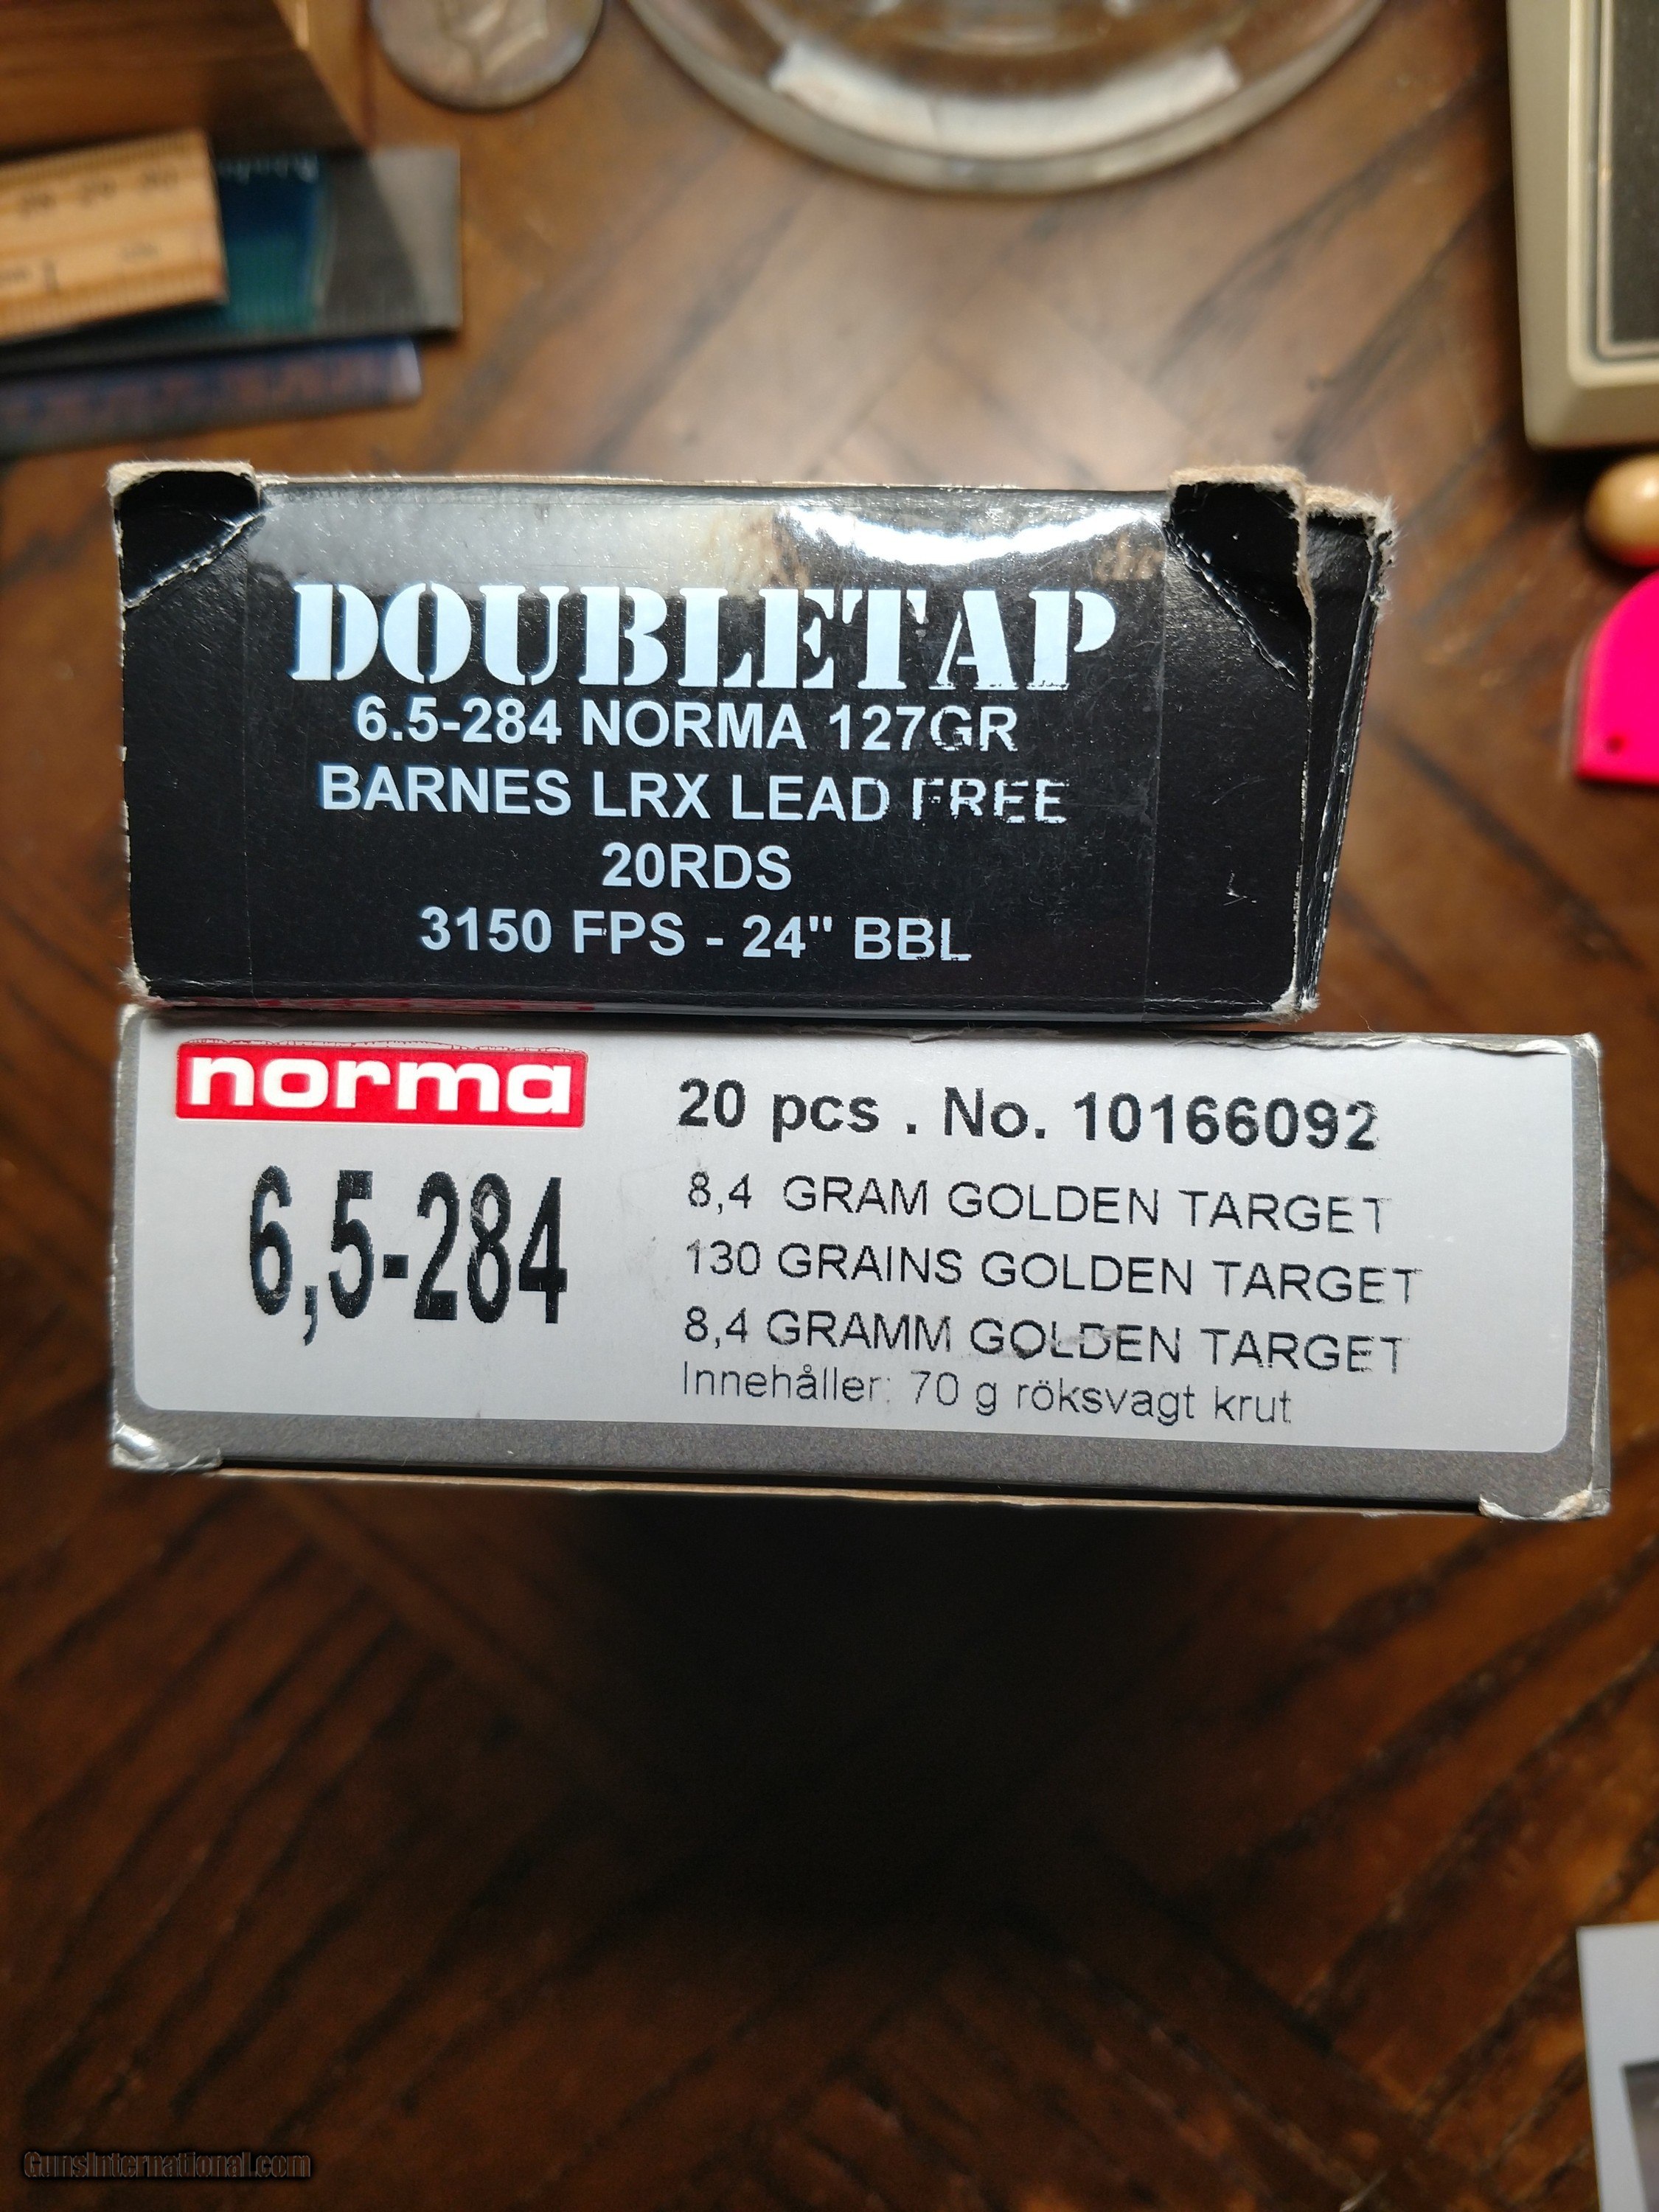 DOUBLETAP
6.5-284 NORMA 127GR
BARNES LRX LEAD FREE
20RDS
3150 FPS - 24" BBL
norma
6,5-284
20 pcs . No. 10166092
8,4 GRAM GOLDEN TARGET
130 GRAINS GOLDEN TARGET
8,4 GRAMM GOLDEN TARGET
Innehåller: 70 g röksvagt krut
GunsInternational.com